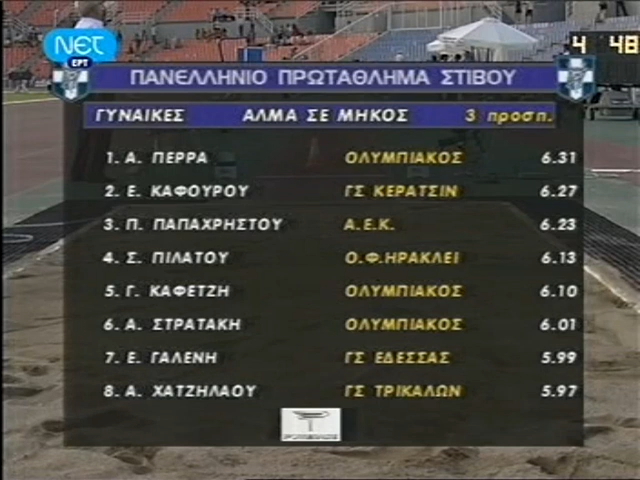 NET
ΕΡΤ
4 48
ΠΑΝΕΛΛΗΝΙΟ ΠΡΩΤΑΘΛΗΜΑ ΣΤΙΒΟΥ
ΓΥΝΑΙΚΕΣ ΑΛΜΑ ΣΕ ΜΗΚΟΣ 3 προσπ.
1. Α. ΠΕΡΡΑ ΟΛΥΜΠΙΑΚΟΣ 6.31
2. Ε. ΚΑΦΟΥΡΟΥ ΓΣ ΚΕΡΑΤΣΙΝ 6.27
3. Π. ΠΑΠΑΧΡΗΣΤΟΥ Α.Ε.Κ. 6.23
4. Σ. ΠΙΛΑΤΟΥ Ο.Φ.ΗΡΑΚΛΕΙ 6.13
5. Γ. ΚΑΦΕΤΖΗ ΟΛΥΜΠΙΑΚΟΣ 6.10
6. Α. ΣΤΡΑΤΑΚΗ ΟΛΥΜΠΙΑΚΟΣ 6.01
7. Ε. ΓΑΛΕΝΗ ΓΣ ΕΔΕΣΣΑΣ 5.99
8. Α. ΧΑΤΖΗΛΑΟΥ ΓΣ ΤΡΙΚΑΛΩΝ 5.97